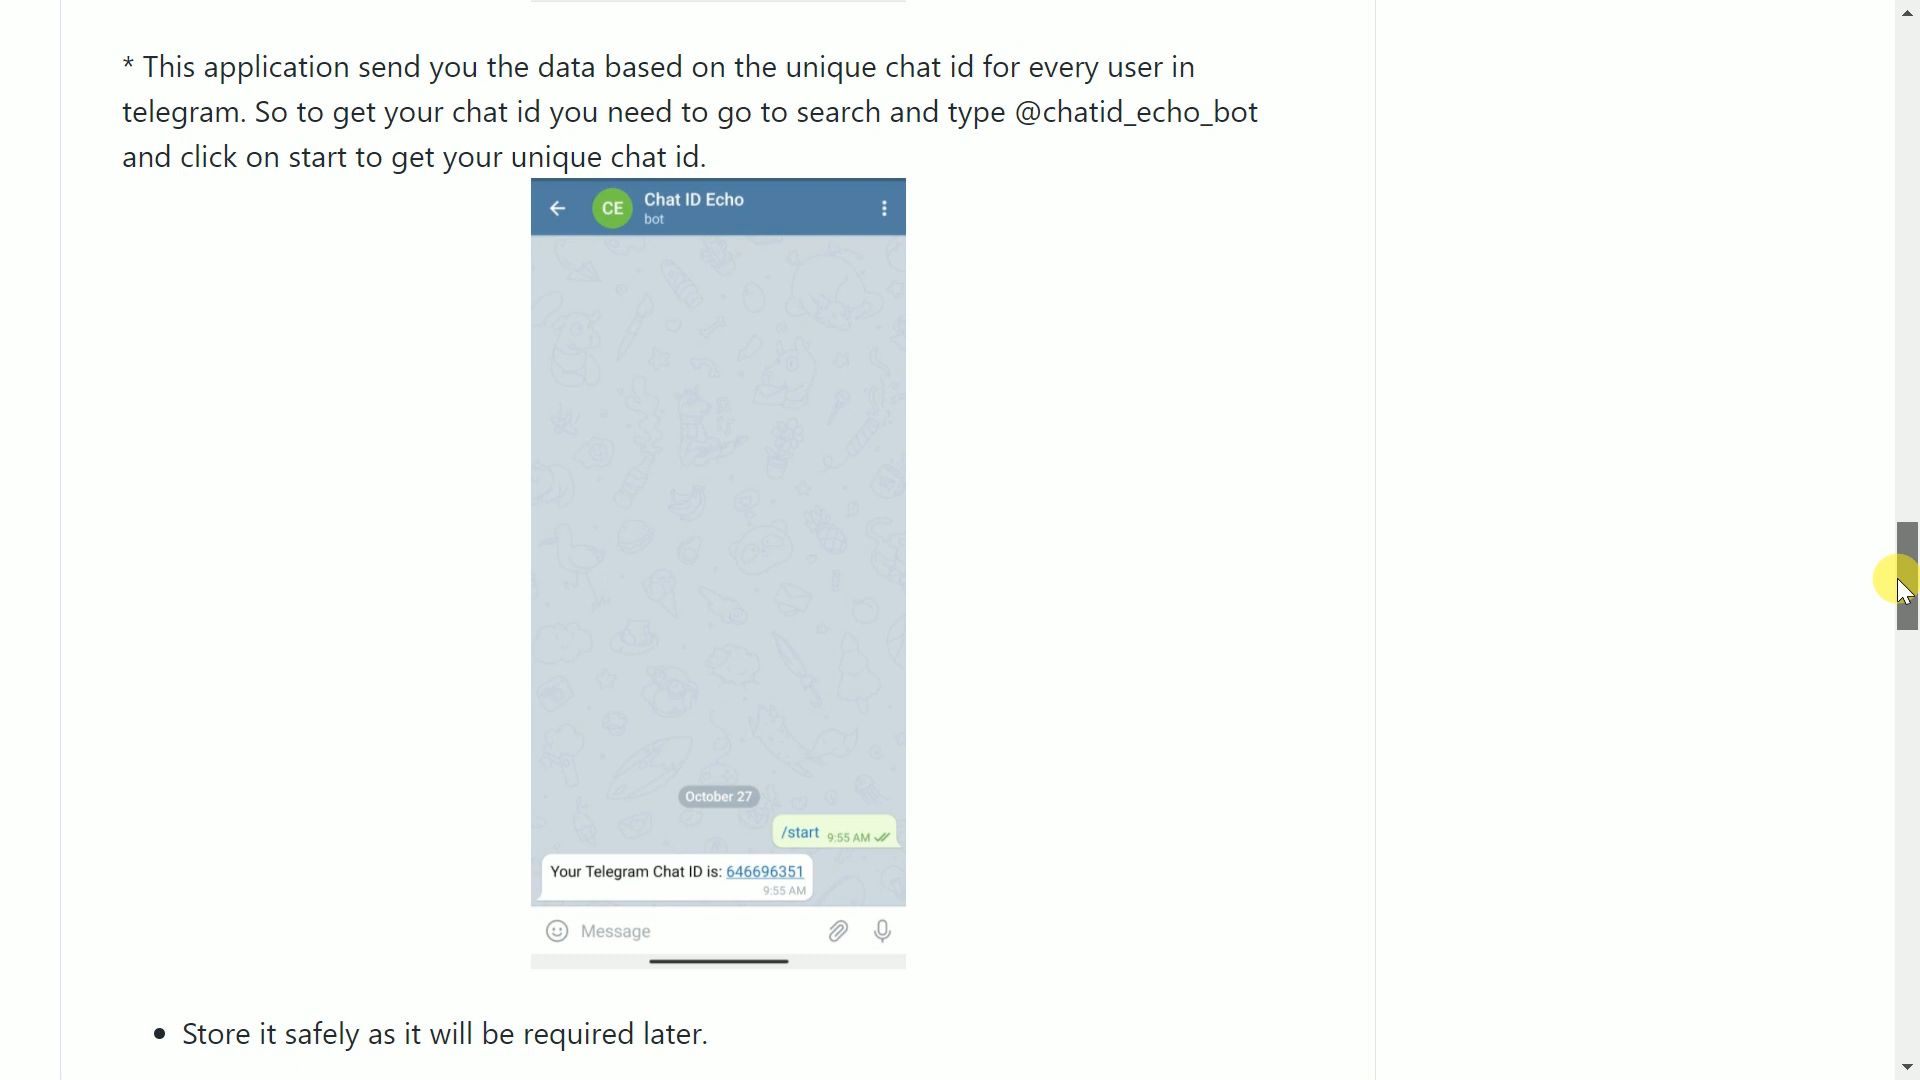 * This application send you the data based on the unique chat id for every user in
telegram. So to get your chat id you need to go to search and type @chatid_echo_bot
and click on start to get your unique chat id.
CE
Chat ID Echo
bot
October 27
/start 9:55 AM
Your Telegram Chat ID is: 646696351
9:55 AM
Message
• Store it safely as it will be required later.